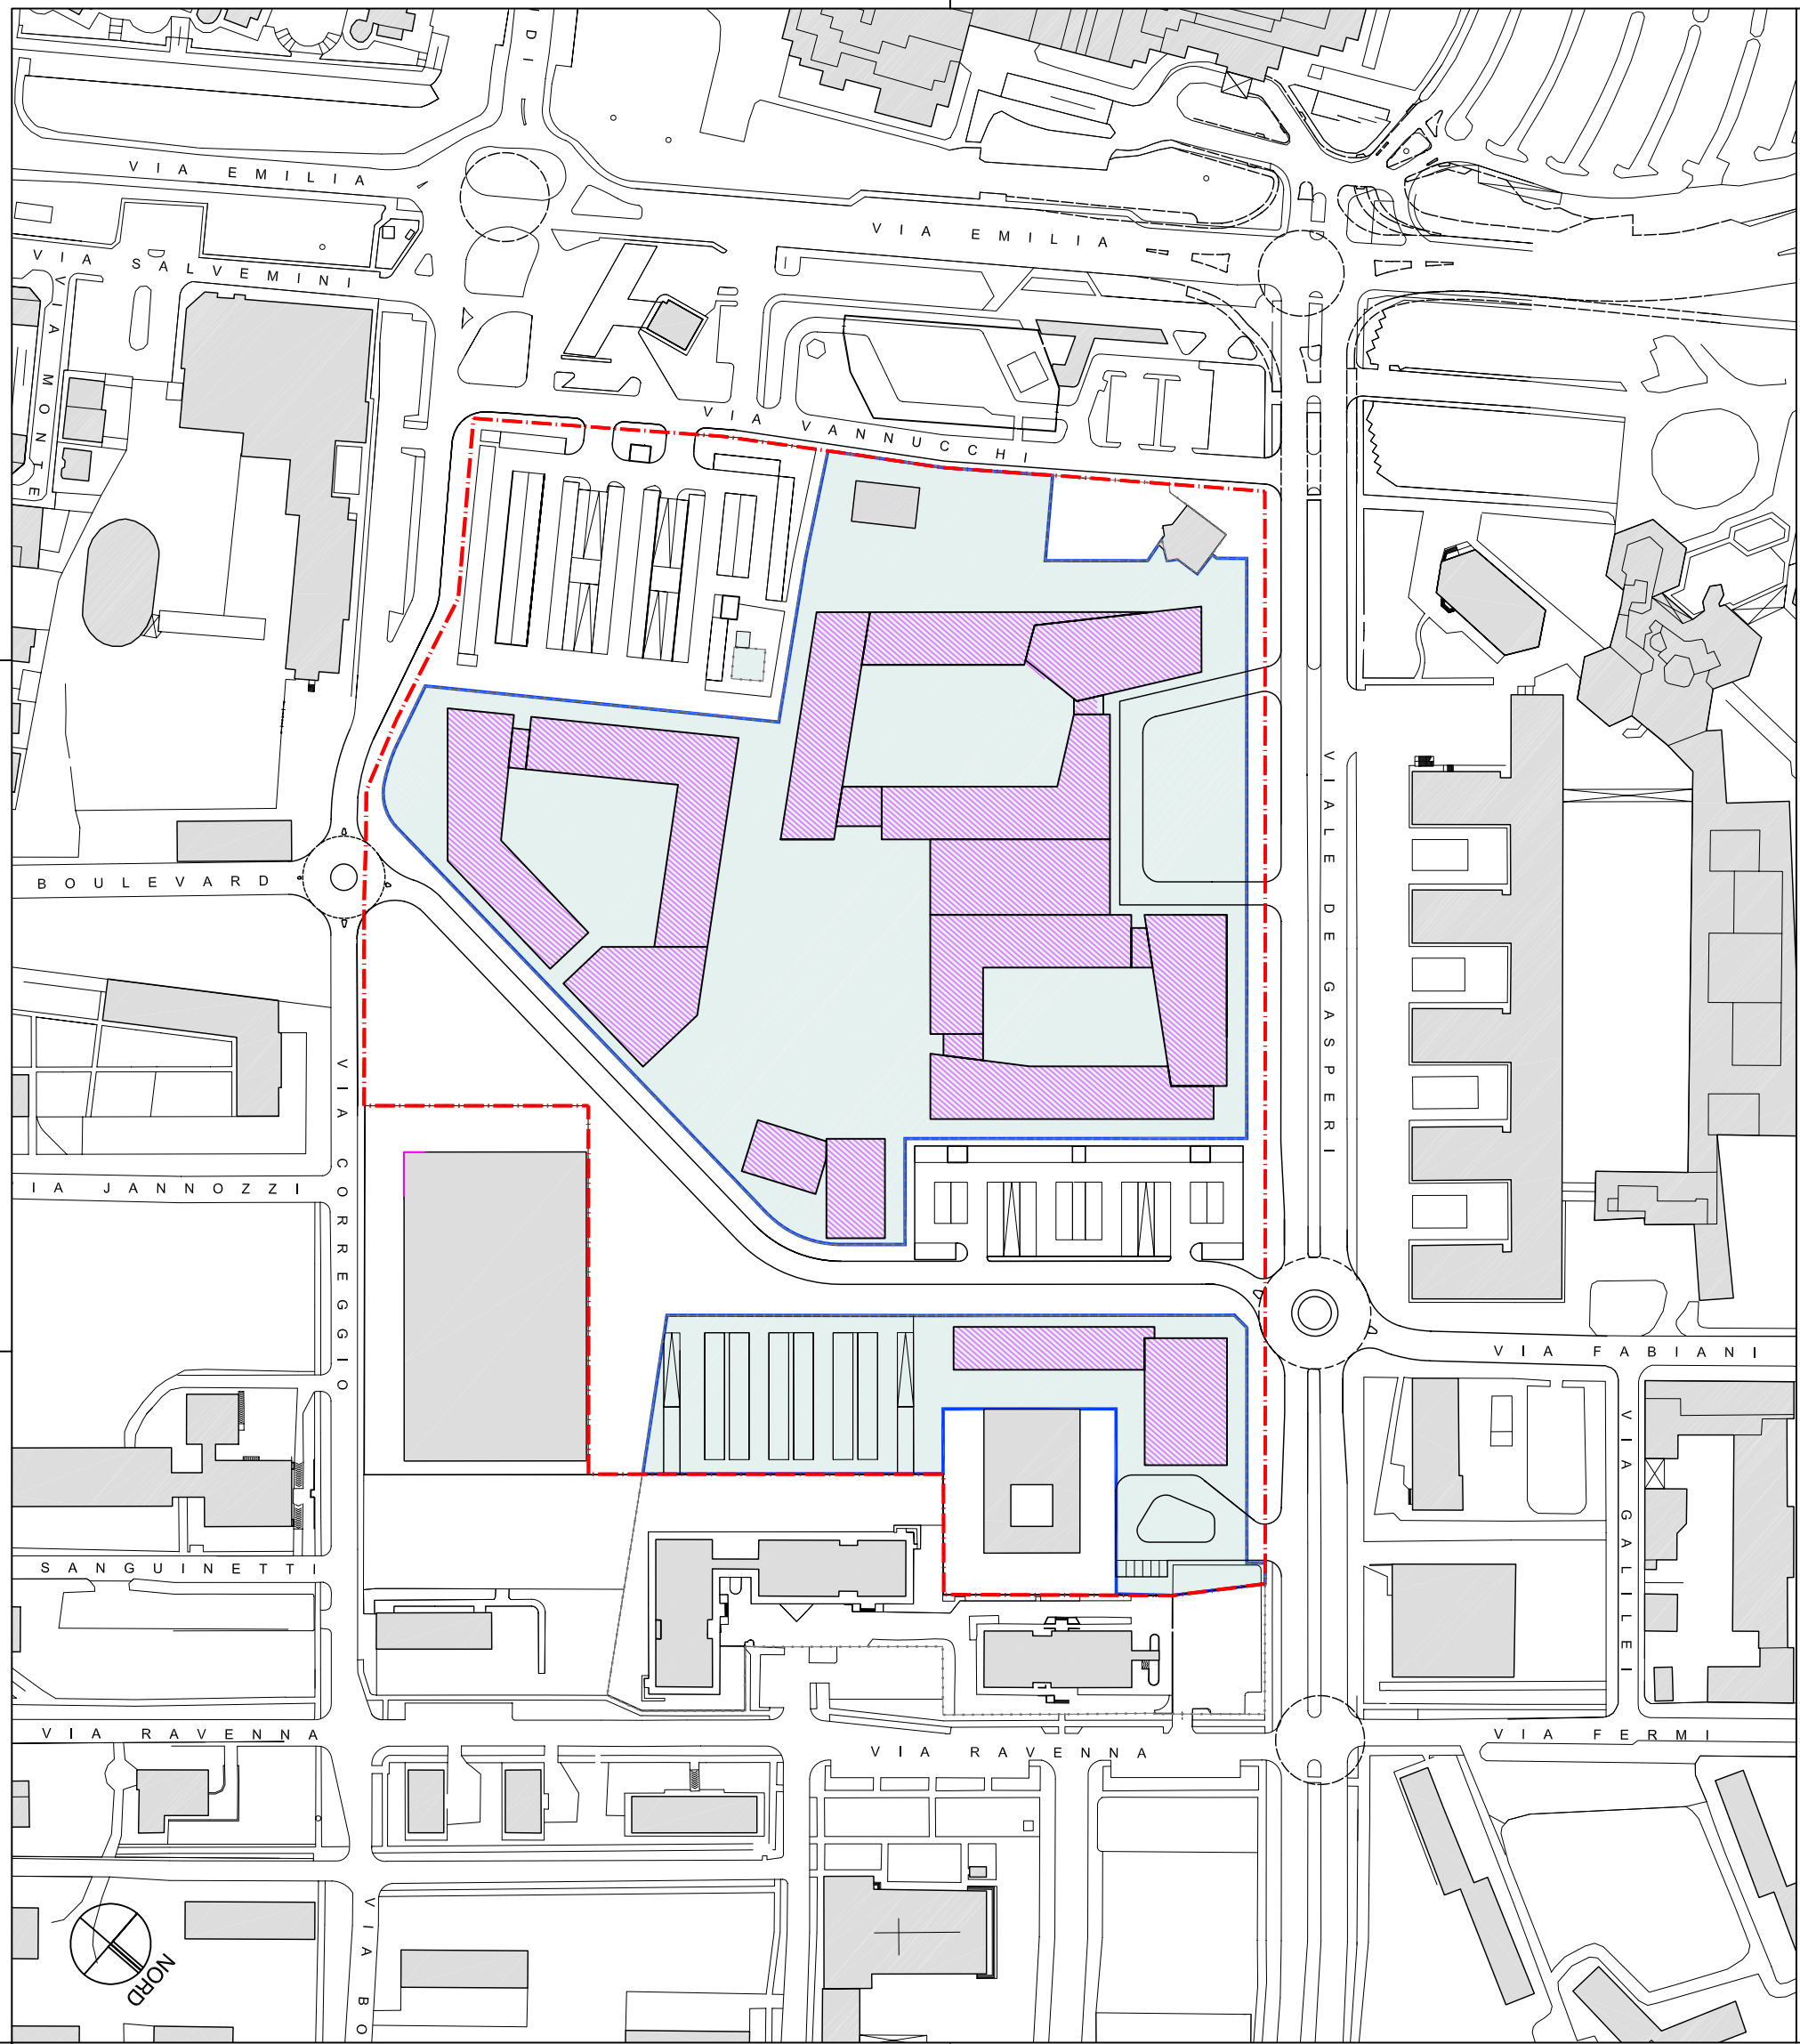 DI
VIA EMILIA
VIA EMILIA
VIA SALVEMINI
VIA MONTE
VIA VANNUCCHI
BOULEVARD
VIALE DE GASPERI
VIA CORREGGIO
IA JANNOZZI
VIA FABIANI
VIA GALILEI
SANGUINETTI
VIA RAVENNA
VIA RAVENNA
VIA FERMI
VIA BO
NORD